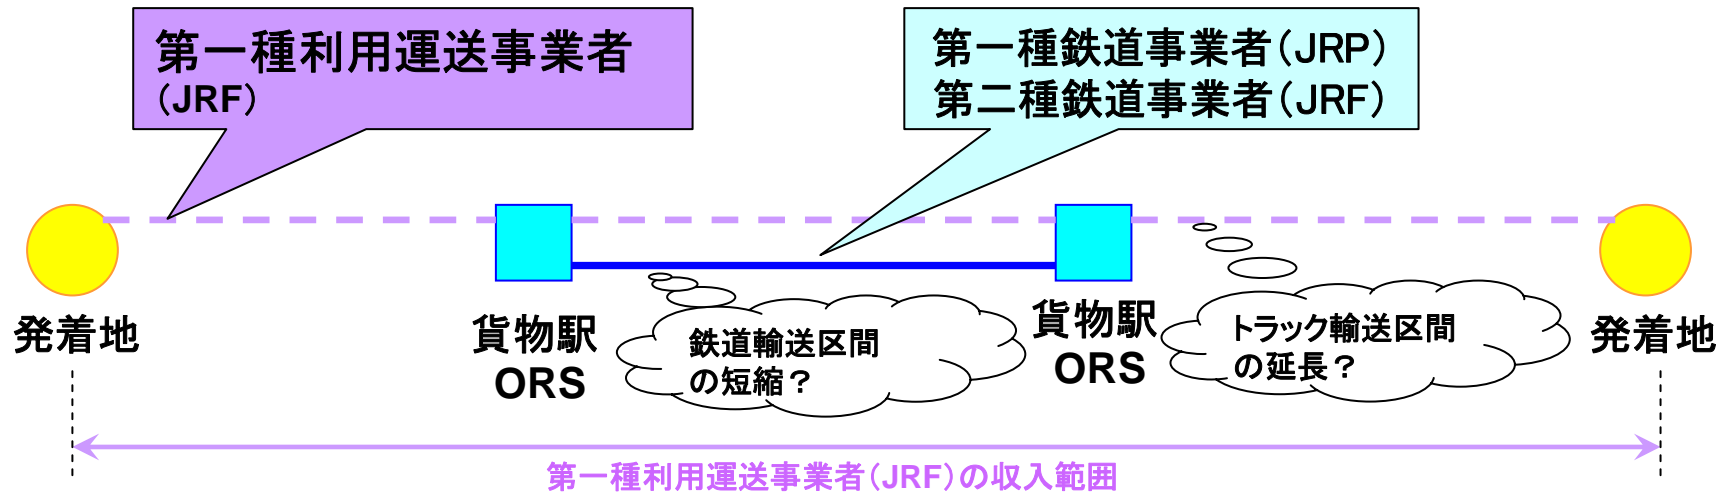 第一種利用運送事業者
（JRF）
第一種鉄道事業者（JRP）
第二種鉄道事業者（JRF）
発着地
貨物駅
ORS
鉄道輸送区間
の短縮？
貨物駅
ORS
トラック輸送区間
の延長？
発着地
第一種利用運送事業者（JRF）の収入範囲